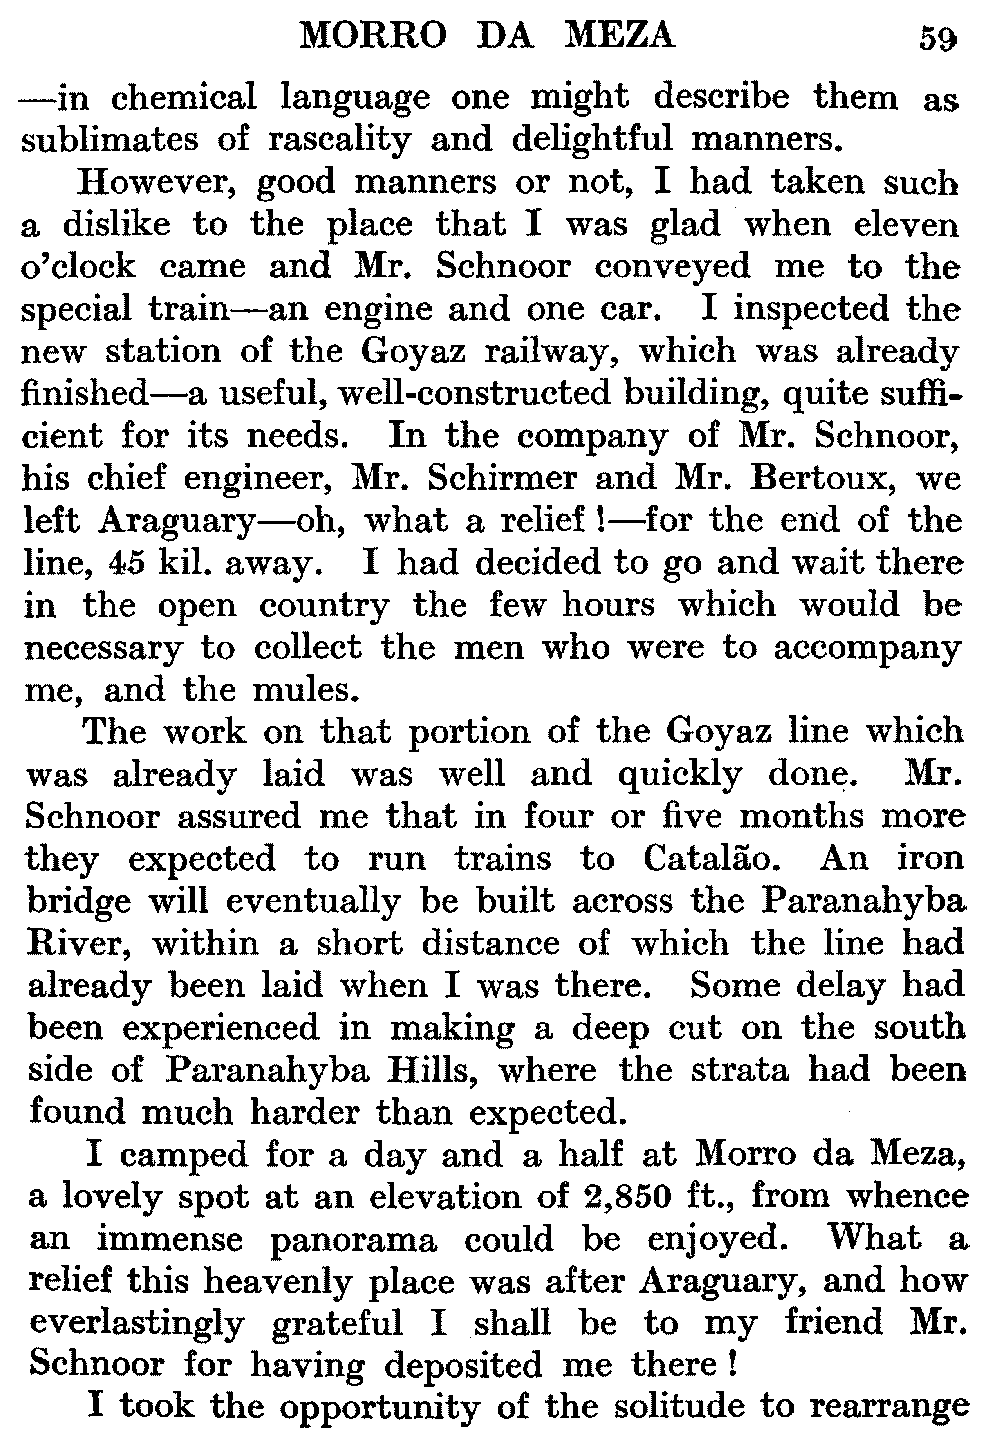 MORRO DA MEZA 59
—in chemical language one might describe them as
sublimates of rascality and delightful manners.
However, good manners or not, I had taken such
a dislike to the place that I was glad when eleven
o'clock came and Mr. Schnoor conveyed me to the
special train—an engine and one car. I inspected the
new station of the Goyaz railway, which was already
finished—a useful, well-constructed building, quite suffi-
cient for its needs. In the company of Mr. Schnoor,
his chief engineer, Mr. Schirmer and Mr. Bertoux, we
left Araguary—oh, what a relief!—for the end of the
line, 45 kil. away. I had decided to go and wait there
in the open country the few hours which would be
necessary to collect the men who were to accompany
me, and the mules.
The work on that portion of the Goyaz line which
was already laid was well and quickly done. Mr.
Schnoor assured me that in four or five months more
they expected to run trains to Catalão. An iron
bridge will eventually be built across the Paranahyba
River, within a short distance of which the line had
already been laid when I was there. Some delay had
been experienced in making a deep cut on the south
side of Paranahyba Hills, where the strata had been
found much harder than expected.
I camped for a day and a half at Morro da Meza,
a lovely spot at an elevation of 2,850 ft., from whence
an immense panorama could be enjoyed. What a
relief this heavenly place was after Araguary, and how
everlastingly grateful I shall be to my friend Mr.
Schnoor for having deposited me there!
I took the opportunity of the solitude to rearrange